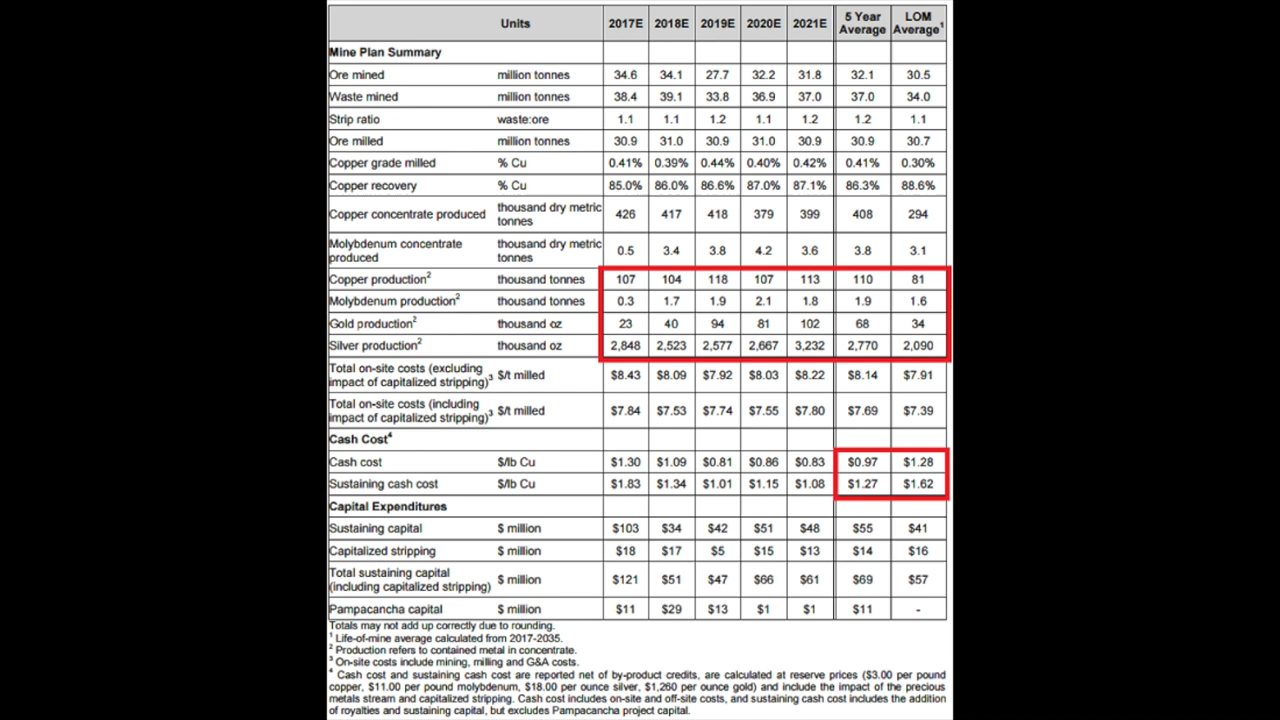 Units 2017E 2018E 2019E 2020E 2021E 5 Year Average LOM Average1
Mine Plan Summary
Ore mined million tonnes 34.6 34.1 27.7 32.2 31.8 32.1 30.5
Waste mined million tonnes 38.4 39.1 33.8 36.9 37.0 37.0 34.0
Strip ratio waste:ore 1.1 1.1 1.2 1.1 1.2 1.2 1.1
Ore milled million tonnes 30.9 31.0 30.9 31.0 30.9 30.9 30.7
Copper grade milled % Cu 0.41% 0.39% 0.44% 0.40% 0.42% 0.41% 0.30%
Copper recovery % Cu 85.0% 86.0% 86.6% 87.0% 87.1% 86.3% 88.6%
Copper concentrate produced thousand dry metric tonnes 426 417 418 379 399 408 294
Molybdenum concentrate produced thousand dry metric tonnes 0.5 3.4 3.8 4.2 3.6 3.8 3.1
Copper production2 thousand tonnes 107 104 118 107 113 110 81
Molybdenum production2 thousand tonnes 0.3 1.7 1.9 2.1 1.8 1.9 1.6
Gold production2 thousand oz 23 40 94 81 102 68 34
Silver production2 thousand oz 2,848 2,523 2,577 2,667 3,232 2,770 2,090
Total on-site costs (excluding impact of capitalized stripping)3 $/t milled $8.43 $8.09 $7.92 $8.03 $8.22 $8.14 $7.91
Total on-site costs (including impact of capitalized stripping)3 $/t milled $7.84 $7.53 $7.74 $7.55 $7.80 $7.69 $7.39
Cash Cost4
Cash cost $/lb Cu $1.30 $1.09 $0.81 $0.86 $0.83 $0.97 $1.28
Sustaining cash cost $/lb Cu $1.83 $1.34 $1.01 $1.15 $1.08 $1.27 $1.62
Capital Expenditures
Sustaining capital $ million $103 $34 $42 $51 $48 $55 $41
Capitalized stripping $ million $18 $17 $5 $15 $13 $14 $16
Total sustaining capital (including capitalized stripping) $ million $121 $51 $47 $66 $61 $69 $57
Pampacancha capital $ million $11 $29 $13 $1 $1 $11 -
Totals may not add up correctly due to rounding.
1 Life-of-mine average calculated from 2017-2035.
2 Production refers to contained metal in concentrate.
3 On-site costs include mining, milling and G&A costs.
4 Cash cost and sustaining cash cost are reported net of by-product credits, are calculated at reserve prices ($3.00 per pound
copper, $11.00 per pound molybdenum, $18.00 per ounce silver, $1,260 per ounce gold) and include the impact of the precious
metals stream and capitalized stripping. Cash cost includes on-site and off-site costs, and sustaining cash cost includes the addition
of royalties and sustaining capital, but excludes Pampacancha project capital.